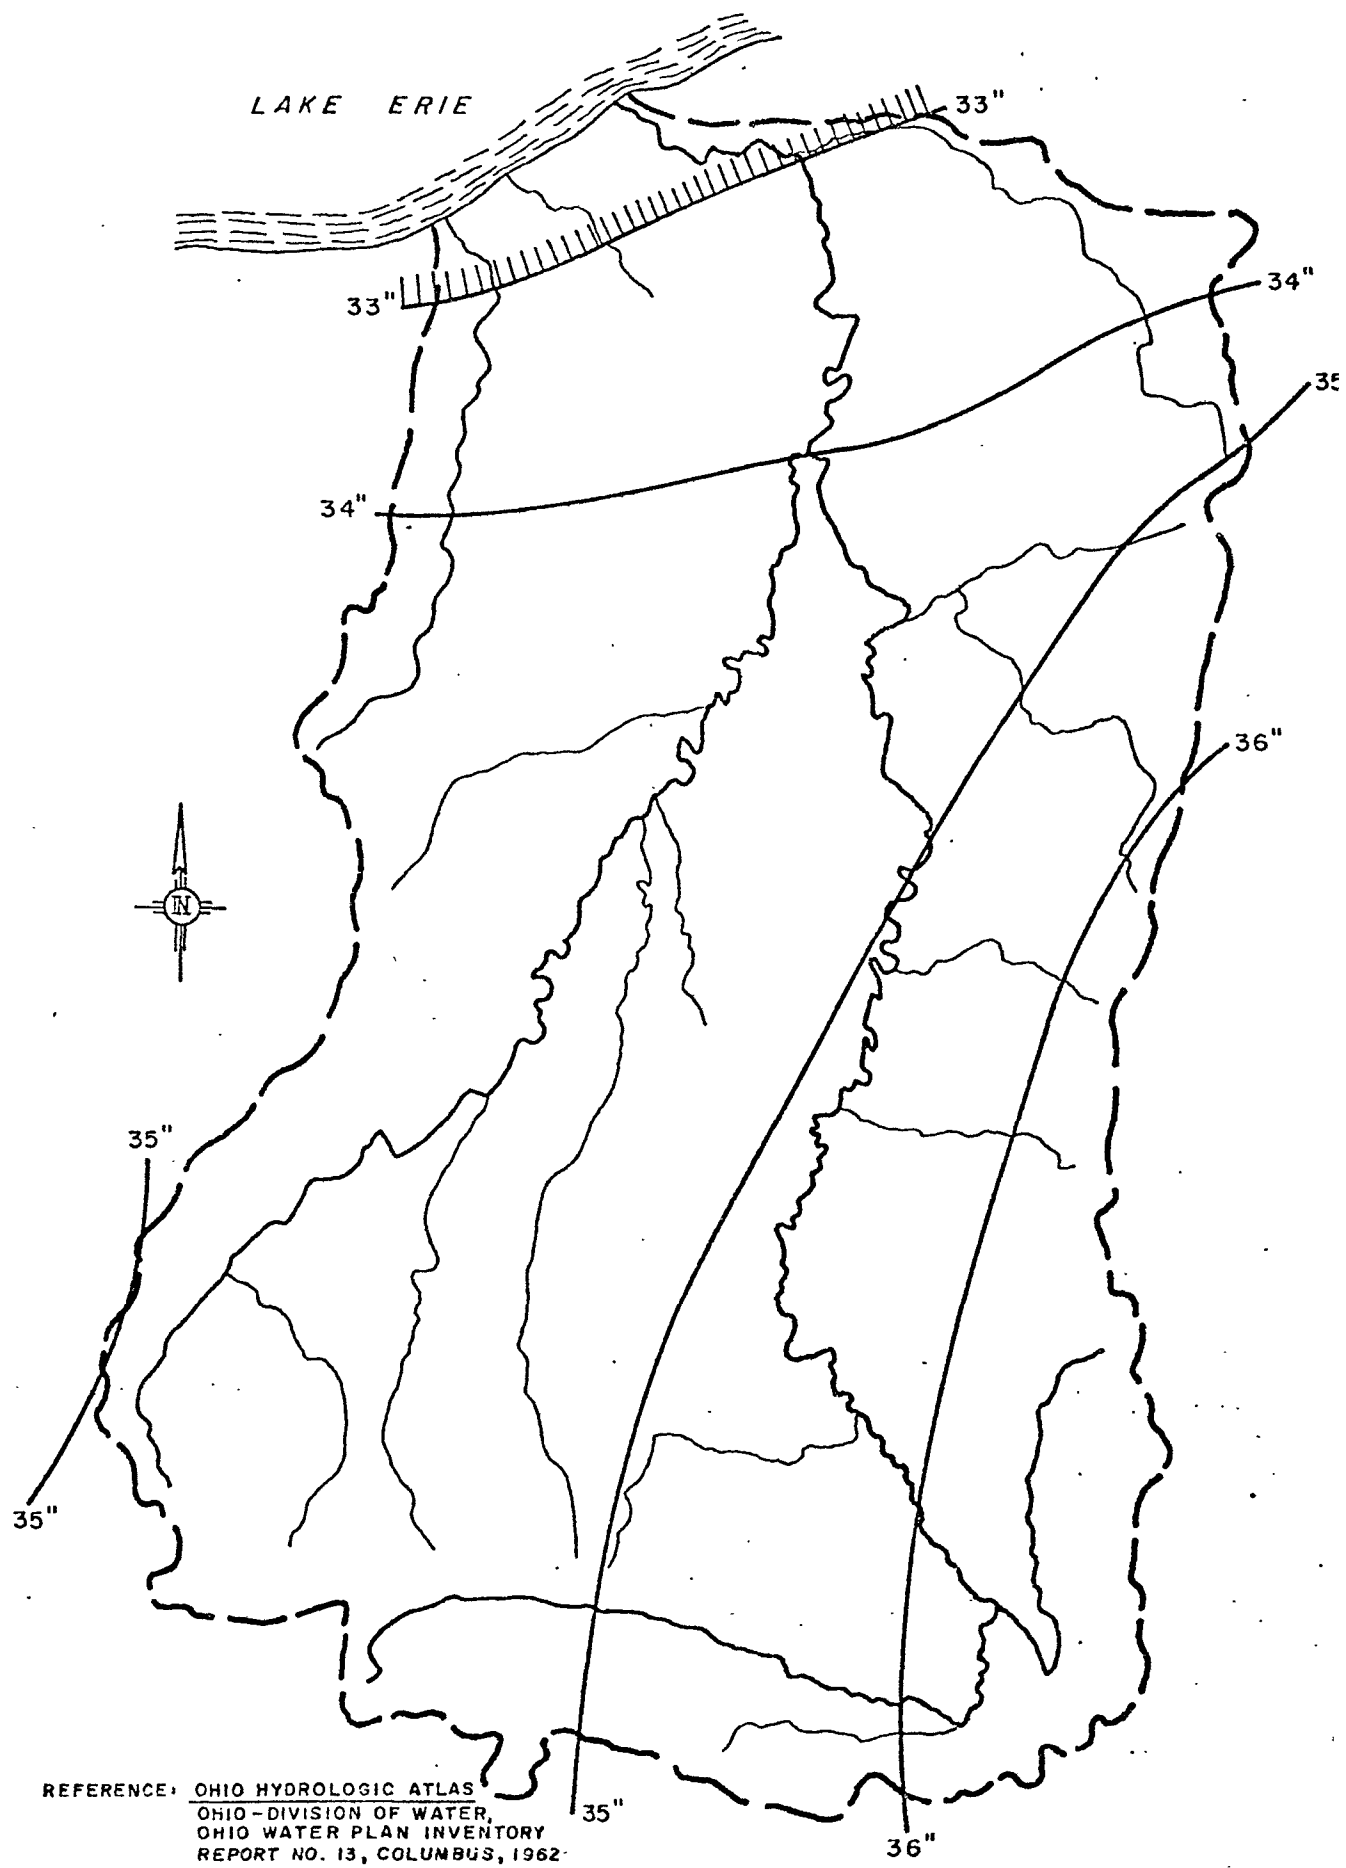 LAKE ERIE
33"
33"
34"
35
34"
36"
N
35"
35"
REFERENCE: OHIO HYDROLOGIC ATLAS
OHIO-DIVISION OF WATER,
OHIO WATER PLAN INVENTORY
REPORT NO. 13, COLUMBUS, 1962
35"
36"